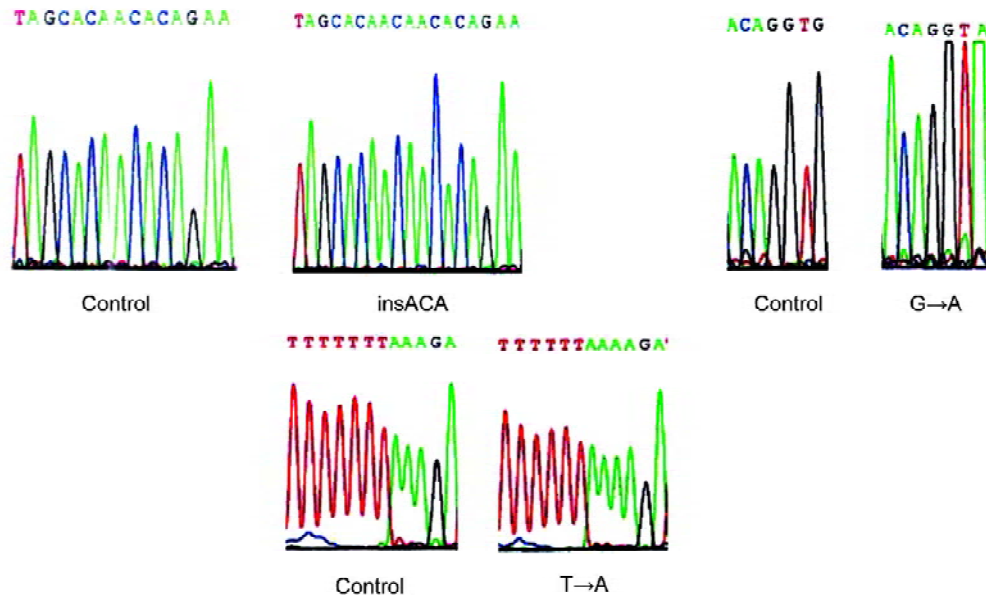 TAGCACAACACAGAA
TAGCACAACAACACAGAA
ACAGGTG
ACAGGTA
Control
insACA
Control
G→A
TTTTTTTAAAGA
TTTTTTAAAAGA
Control
T→A